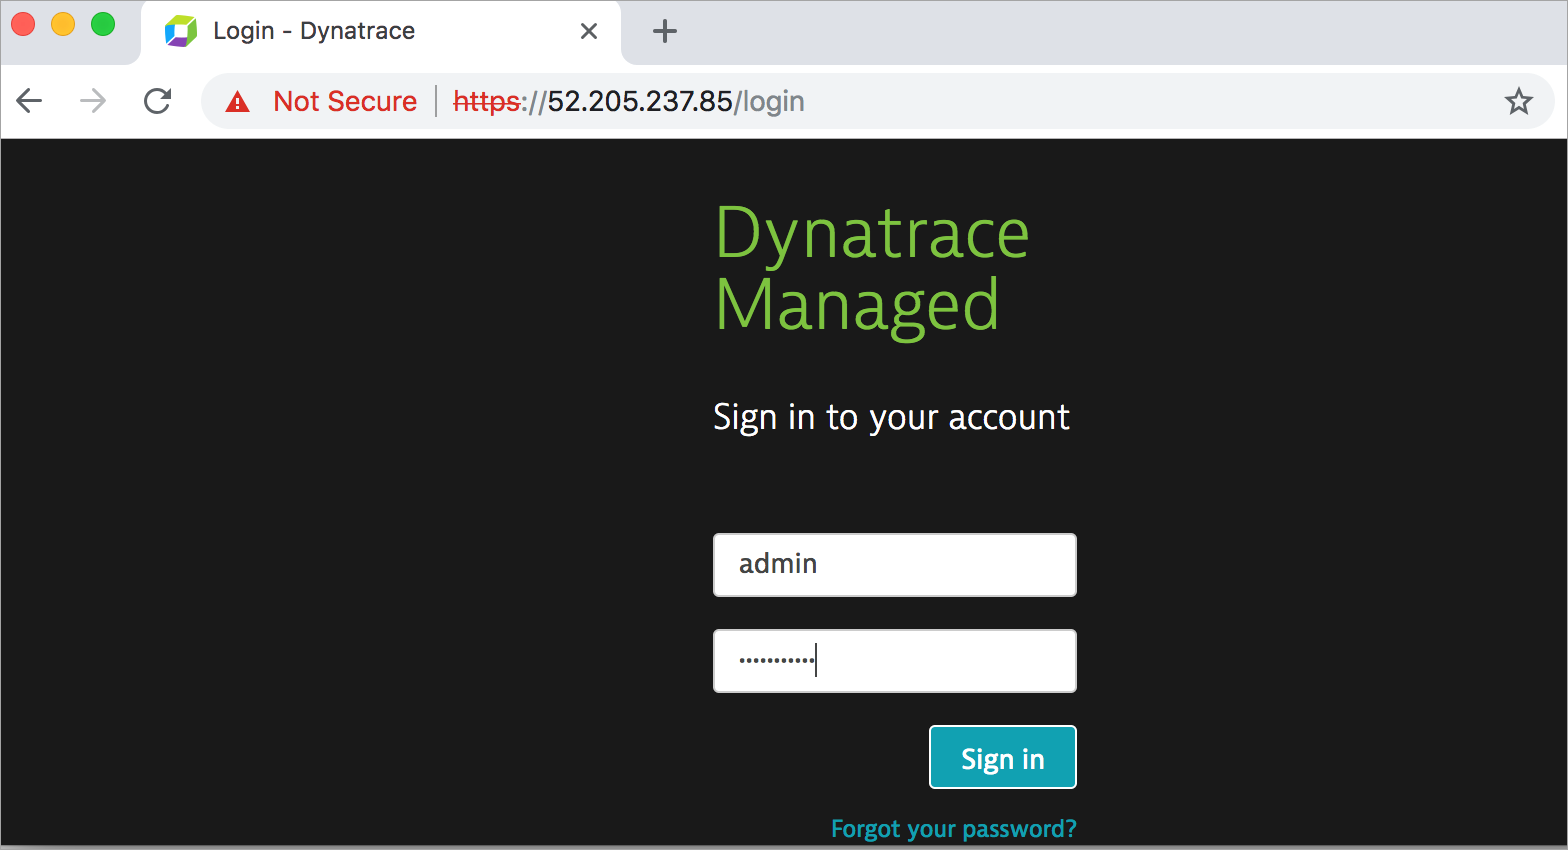 Login - Dynatrace
Not Secure https://52.205.237.85/login
Dynatrace
Managed
Sign in to your account
admin
•••••••••••
Sign in
Forgot your password?